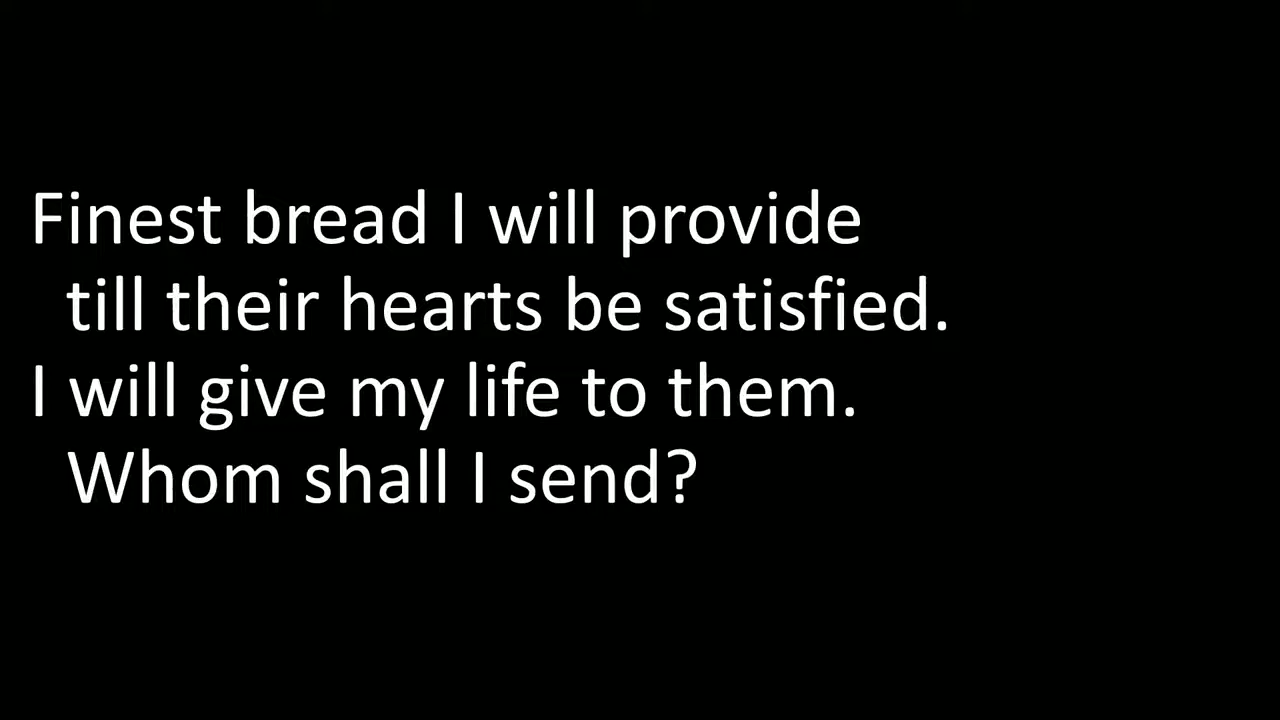 Finest bread I will provide
till their hearts be satisfied.
I will give my life to them.
Whom shall I send?